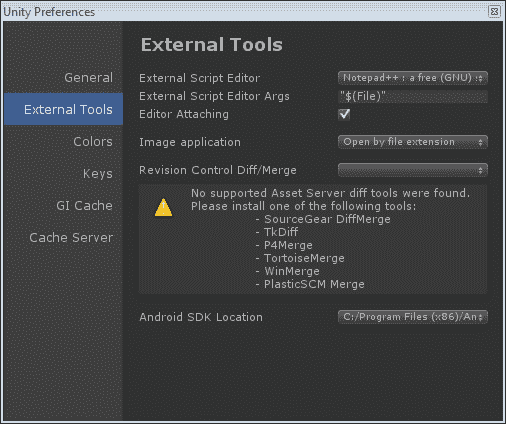 Unity Preferences
External Tools
General
External Tools
Colors
Keys
GI Cache
Cache Server
External Script Editor
Notepad++ : a free (GNU) :
External Script Editor Args
"$(File)"
Editor Attaching
Image application
Open by file extension
Revision Control Diff/Merge
No supported Asset Server diff tools were found.
Please install one of the following tools:
- SourceGear DiffMerge
- TkDiff
- P4Merge
- TortoiseMerge
- WinMerge
- PlasticSCM Merge
Android SDK Location
C:/Program Files (x86)/An